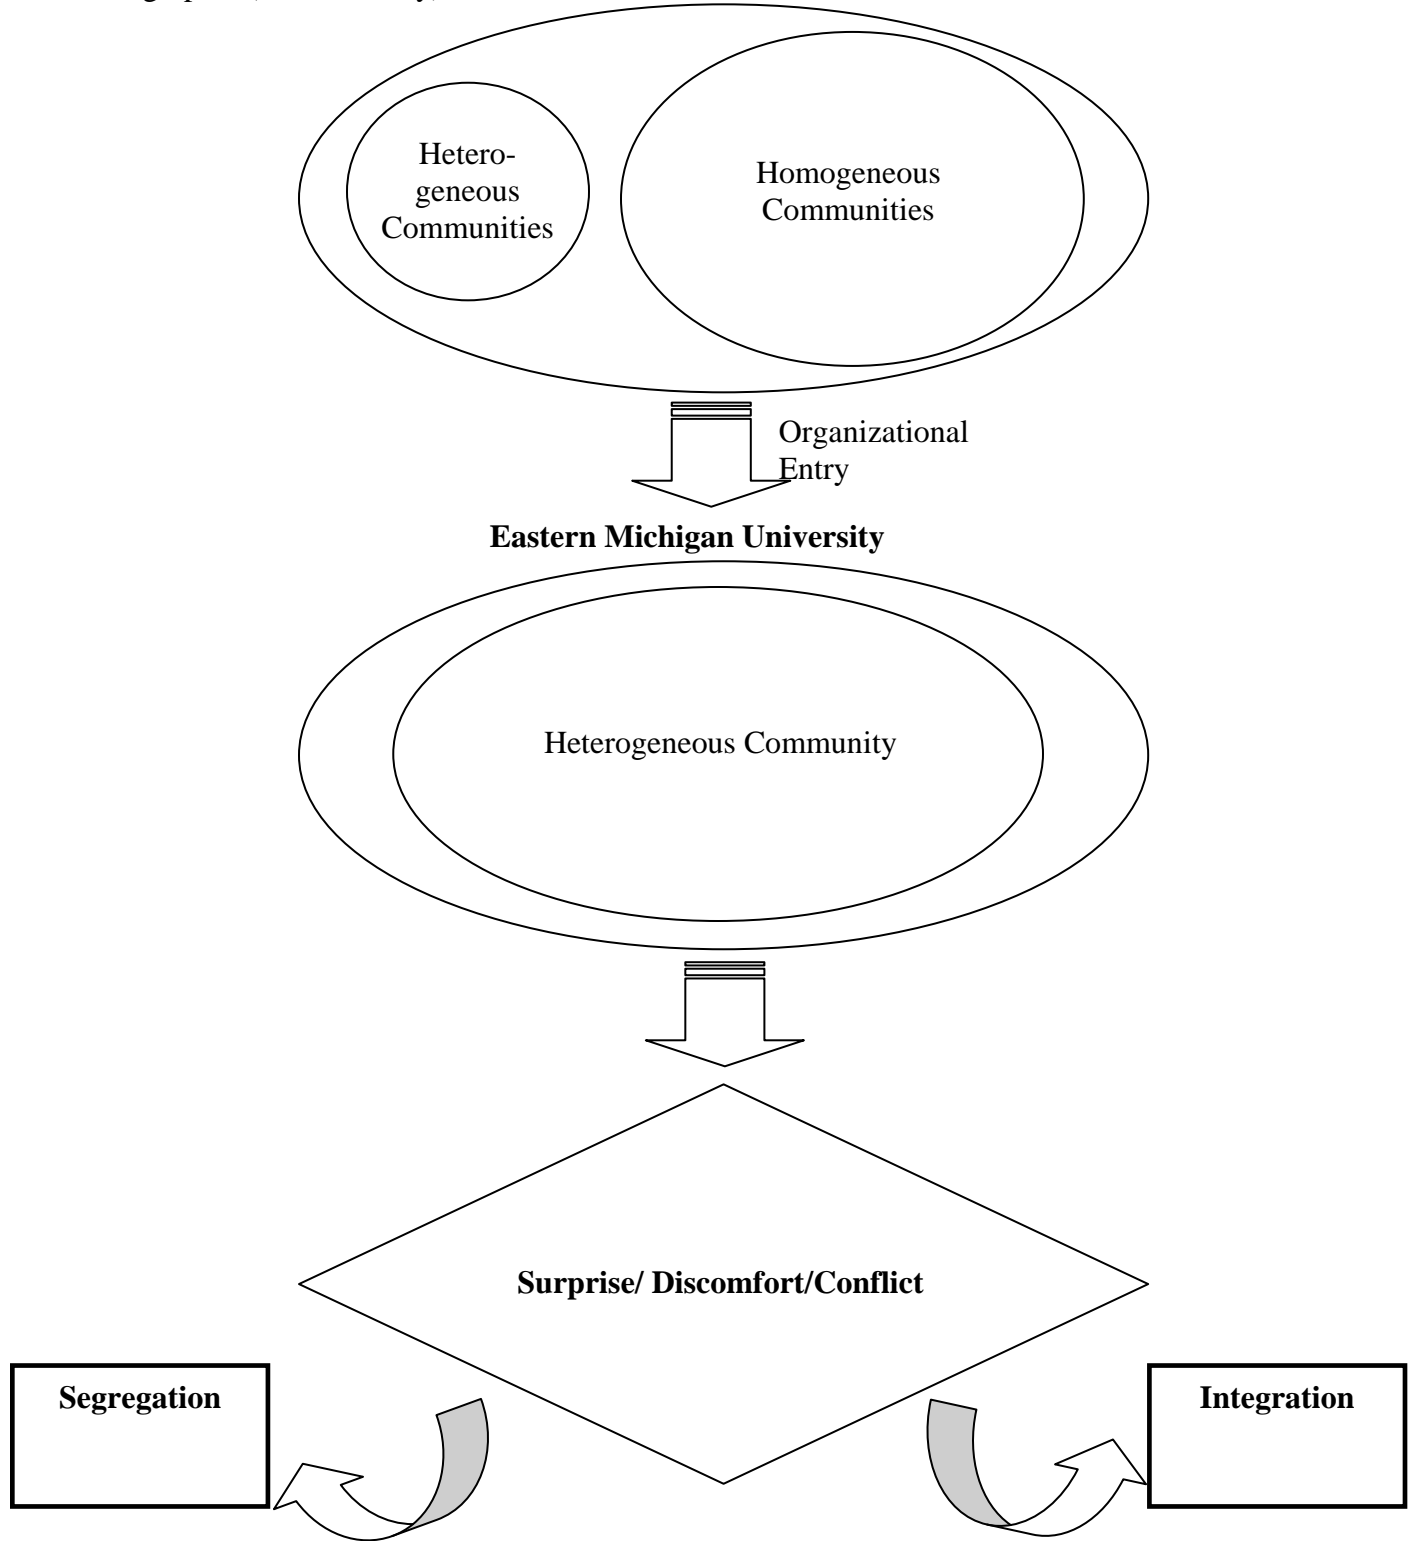 Hetero-
geneous
Communities
Homogeneous
Communities
Organizational
Entry
Eastern Michigan University
Heterogeneous Community
Surprise/ Discomfort/Conflict
Segregation
Integration